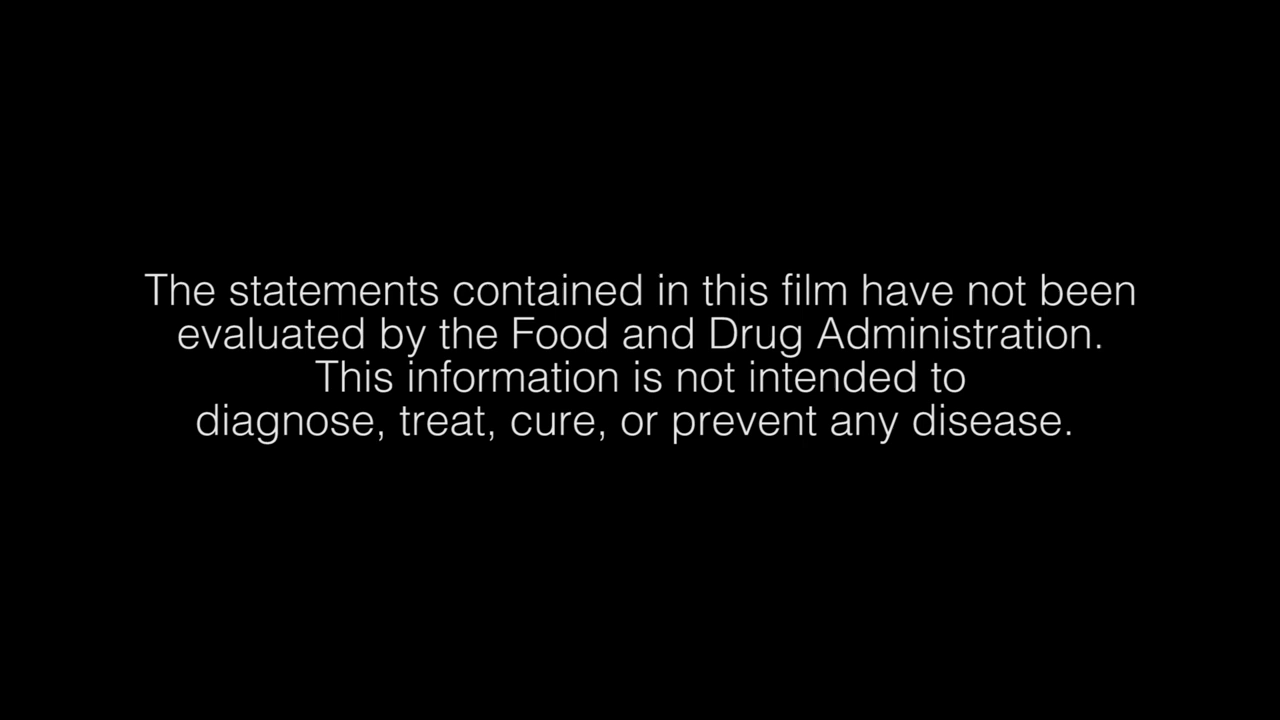 The statements contained in this film have not been
evaluated by the Food and Drug Administration.
This information is not intended to
diagnose, treat, cure, or prevent any disease.